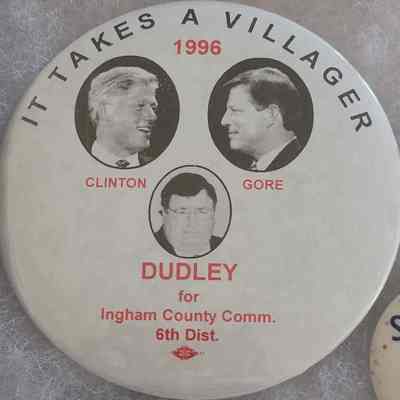 IT TAKES A VILLAGER
1996
CLINTON
GORE
DUDLEY
for
Ingham County Comm.
6th Dist.
S